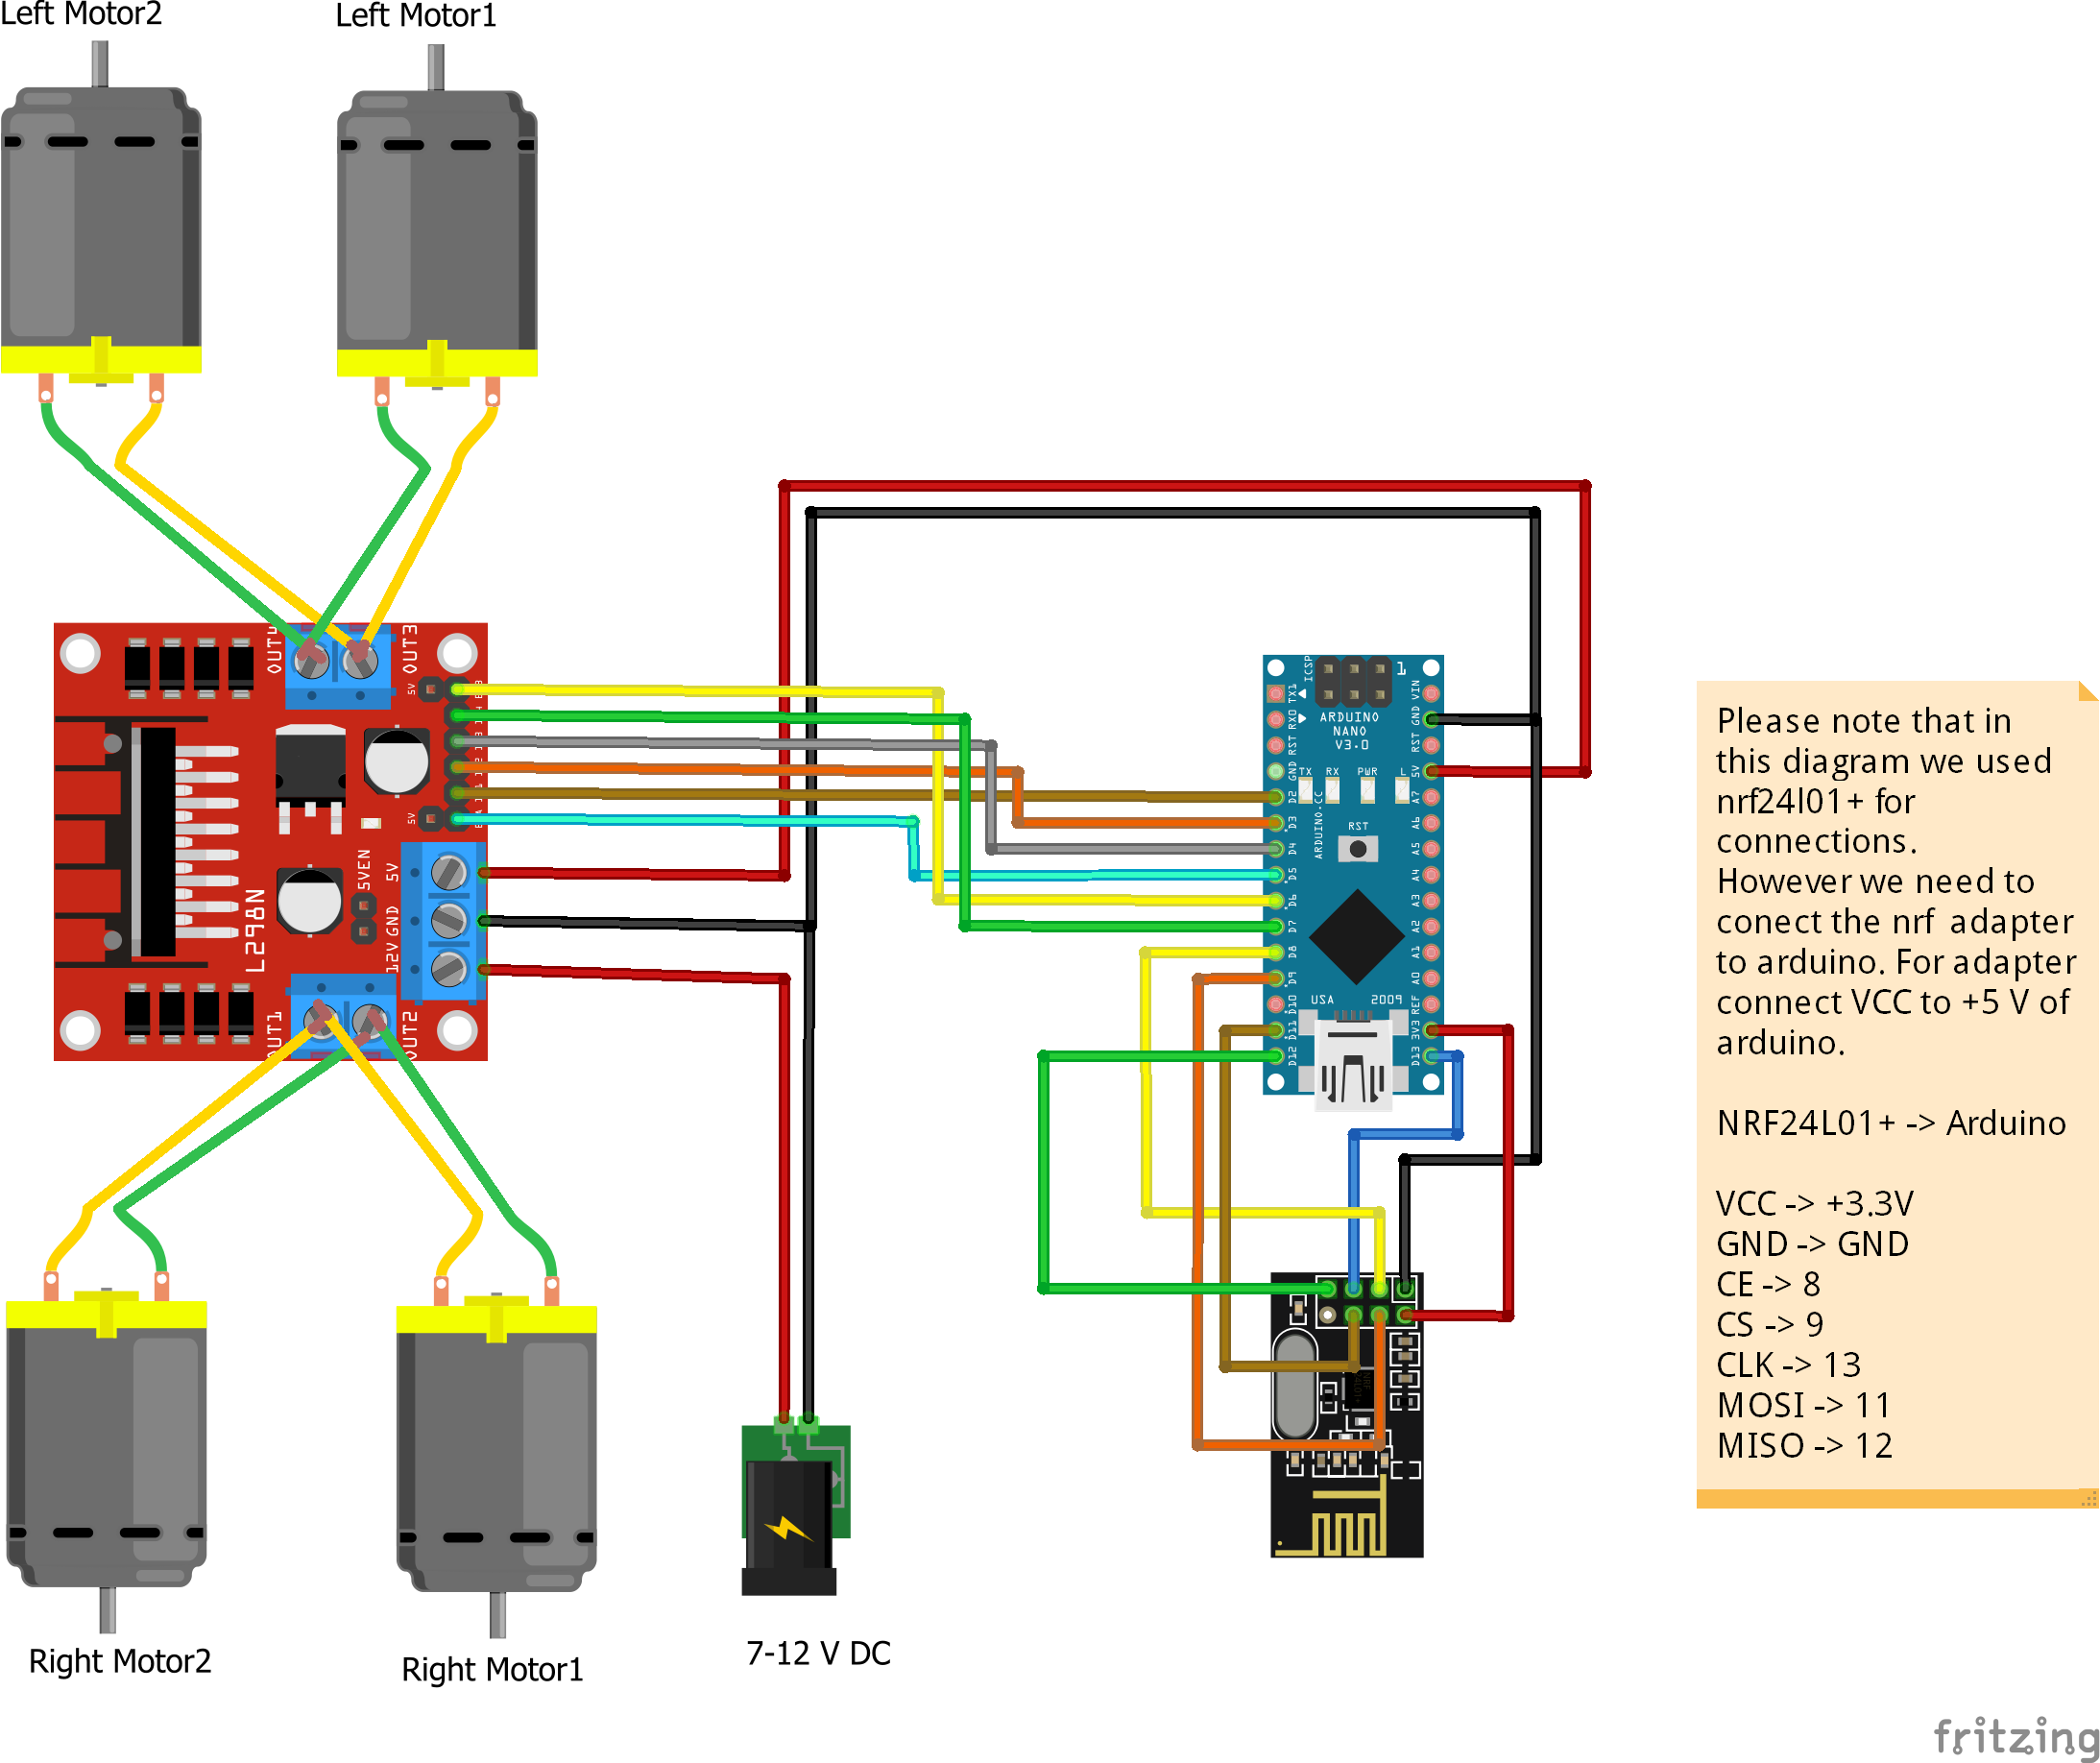 Left Motor2
Left Motor1
OUT4
OUT3
5V
5V
5VEN
5V
GND
12V
L298N
OUT1
OUT2
ICSP
1
ARDUINO
NANO
V3.0
TX RX PWR L
ARDUINO.CC
RST
USA 2009
TX1
RX0
RST
GND
D2
D3
D4
D5
D6
D7
D8
D9
D10
D11
D12
VIN
GND
RST
5V
A7
A6
A5
A4
A3
A2
A1
A0
REF
3V3
D13
Please note that in
this diagram we used
nrf24l01+ for
connections.
However we need to
conect the nrf adapter
to arduino. For adapter
connect VCC to +5 V of
arduino.
NRF24L01+ -> Arduino
VCC -> +3.3V
GND -> GND
CE -> 8
CS -> 9
CLK -> 13
MOSI -> 11
MISO -> 12
Right Motor2
Right Motor1
7-12 V DC
fritzing